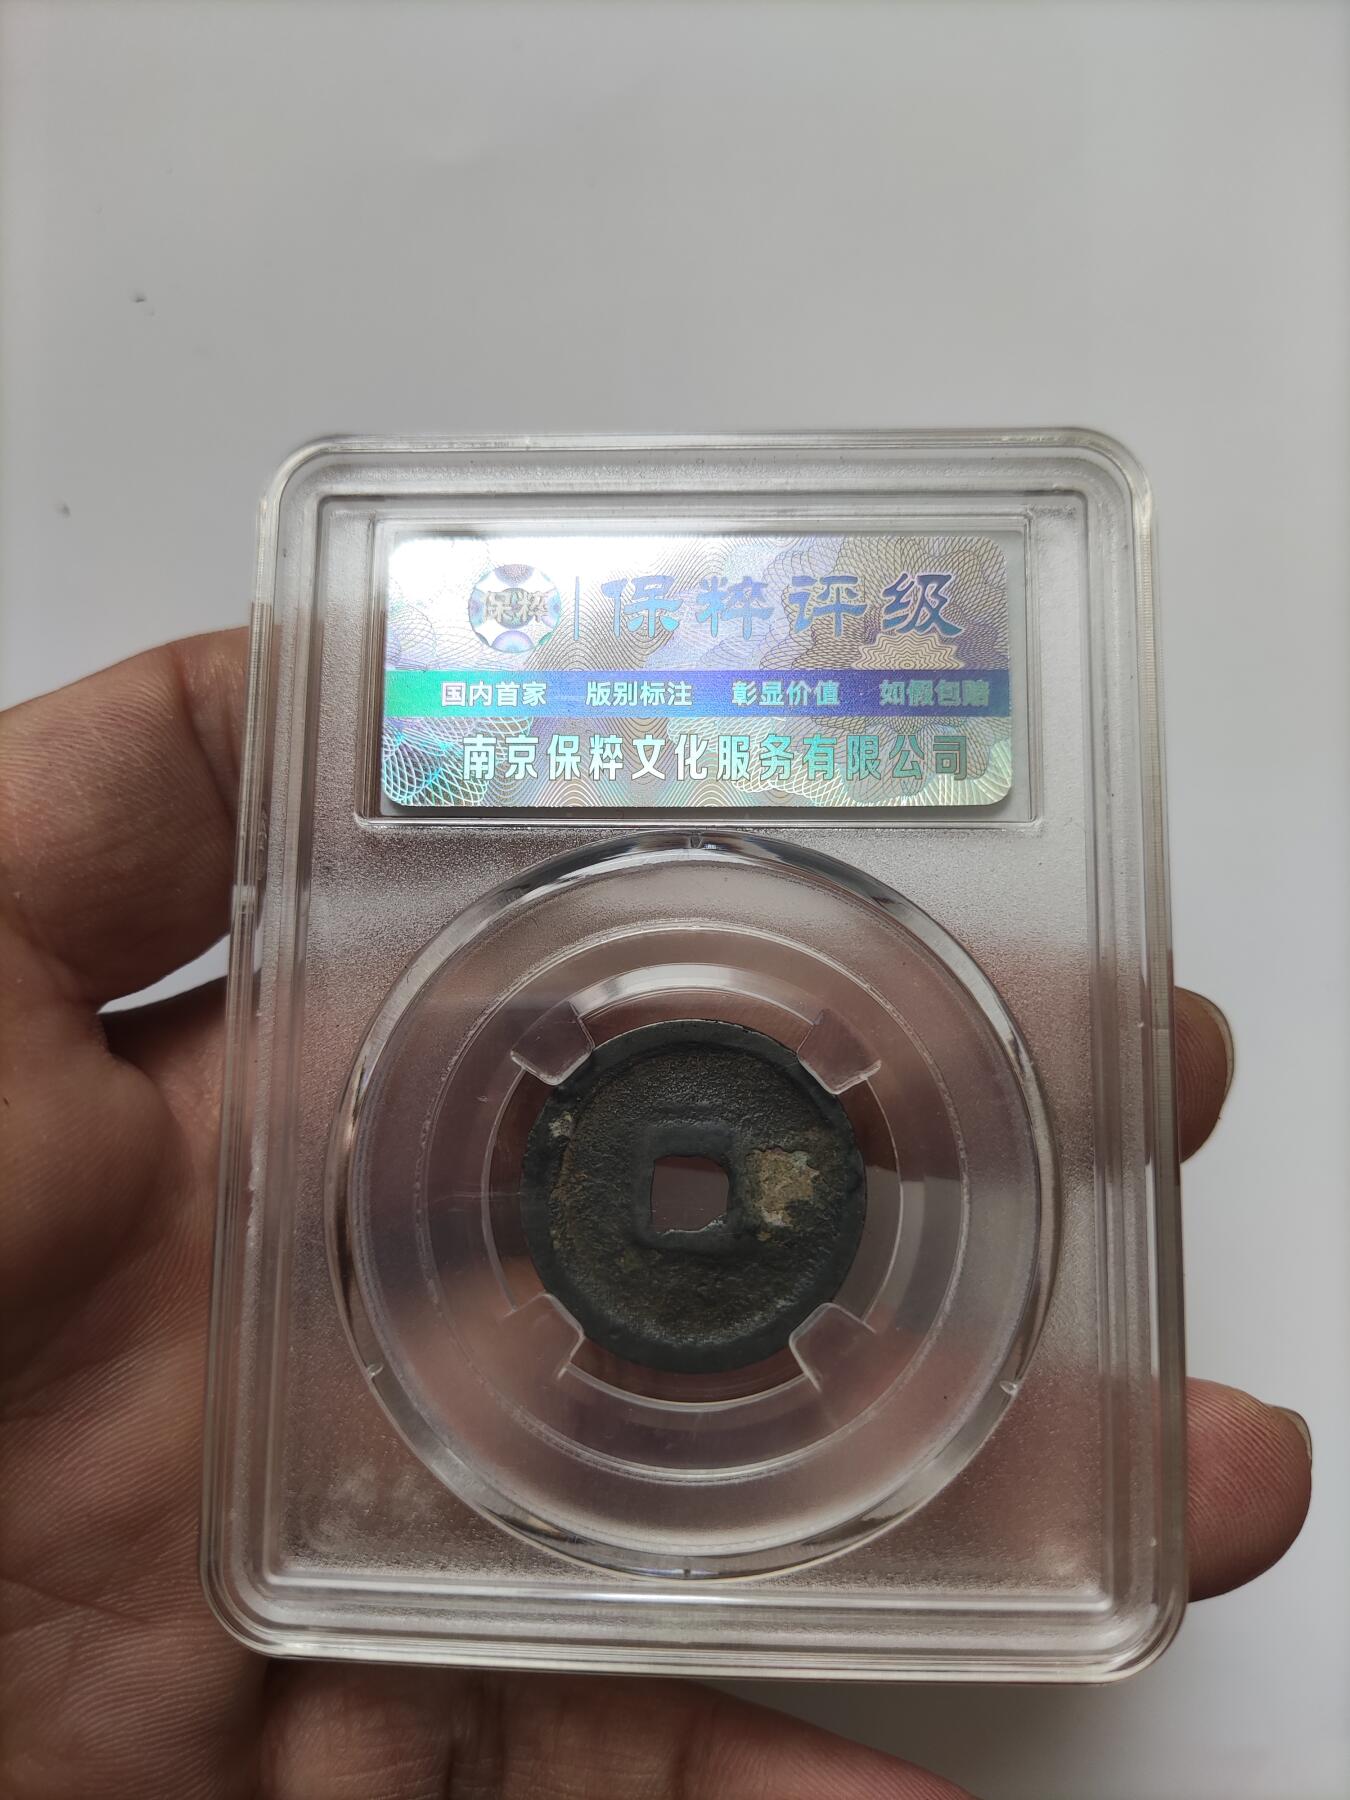 保粹 保粹评级
国内首家 版别标注 彰显价值 如假包赔
南京保粹文化服务有限公司